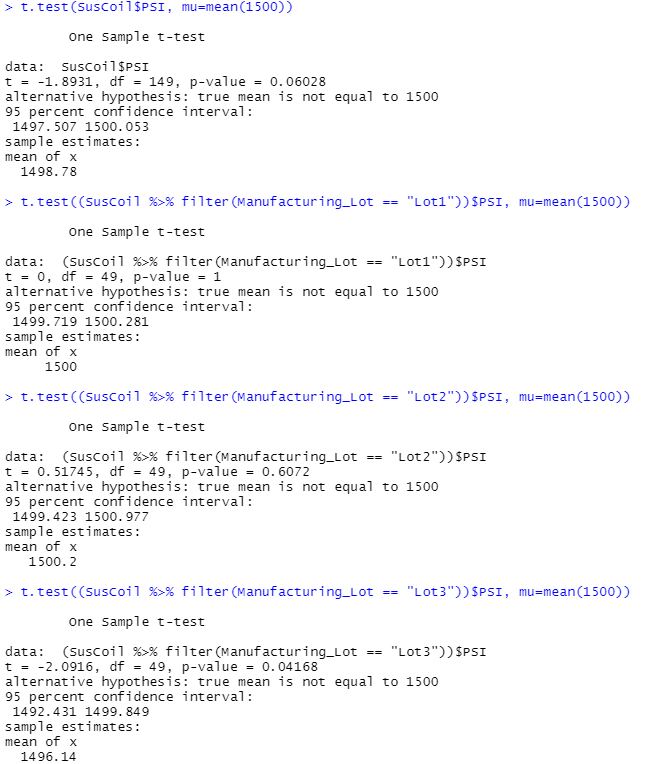 > t.test(SusCoil$PSI, mu=mean(1500))
One Sample t-test
data:  SusCoil$PSI
t = -1.8931, df = 149, p-value = 0.06028
alternative hypothesis: true mean is not equal to 1500
95 percent confidence interval:
1497.507 1500.053
sample estimates:
mean of x
1498.78
> t.test((SusCoil %>% filter(Manufacturing_Lot == "Lot1"))$PSI, mu=mean(1500))
One Sample t-test
data:  (SusCoil %>% filter(Manufacturing_Lot == "Lot1"))$PSI
t = 0, df = 49, p-value = 1
alternative hypothesis: true mean is not equal to 1500
95 percent confidence interval:
1499.719 1500.281
sample estimates:
mean of x
1500
> t.test((SusCoil %>% filter(Manufacturing_Lot == "Lot2"))$PSI, mu=mean(1500))
One Sample t-test
data:  (SusCoil %>% filter(Manufacturing_Lot == "Lot2"))$PSI
t = 0.51745, df = 49, p-value = 0.6072
alternative hypothesis: true mean is not equal to 1500
95 percent confidence interval:
1499.423 1500.977
sample estimates:
mean of x
1500.2
> t.test((SusCoil %>% filter(Manufacturing_Lot == "Lot3"))$PSI, mu=mean(1500))
One Sample t-test
data:  (SusCoil %>% filter(Manufacturing_Lot == "Lot3"))$PSI
t = -2.0916, df = 49, p-value = 0.04168
alternative hypothesis: true mean is not equal to 1500
95 percent confidence interval:
1492.431 1499.849
sample estimates:
mean of x
1496.14